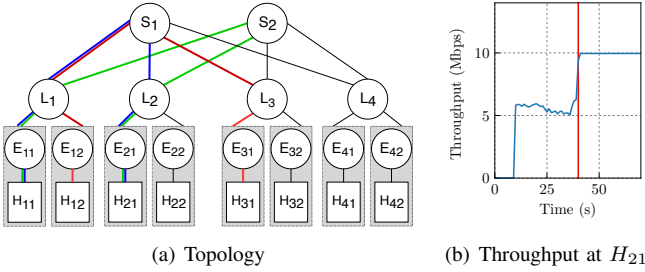 S1 S2
L1 L2 L3 L4
E11 E12 E21 E22 E31 E32 E41 E42
H11 H12 H21 H22 H31 H32 H41 H42
(a) Topology
Throughput (Mbps)
10
5
0
0 25 50
Time (s)
(b) Throughput at H21